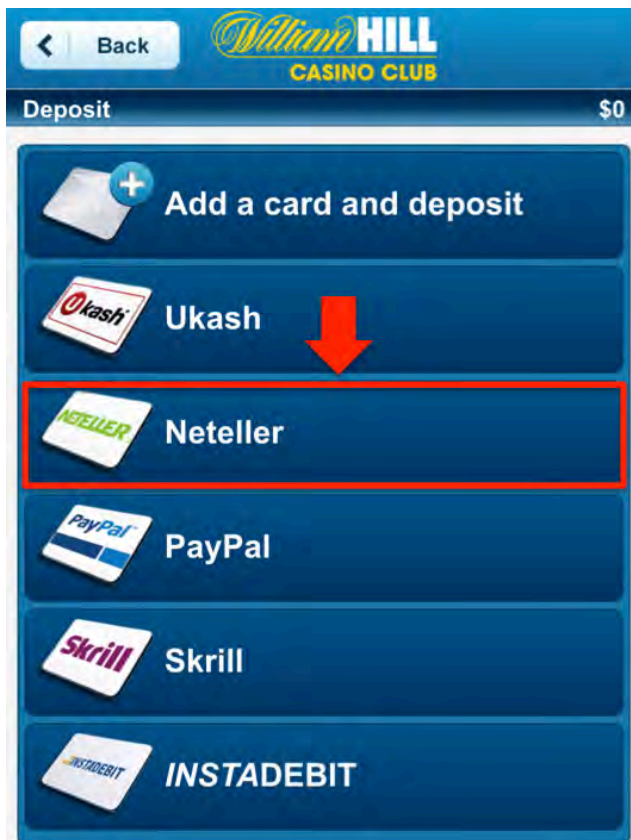 Back
William HILL
CASINO CLUB
Deposit $0
Add a card and deposit
Ukash
Ukash
NETELLER
Neteller
PayPal
PayPal
Skrill
Skrill
INSTADEBIT
INSTADEBIT